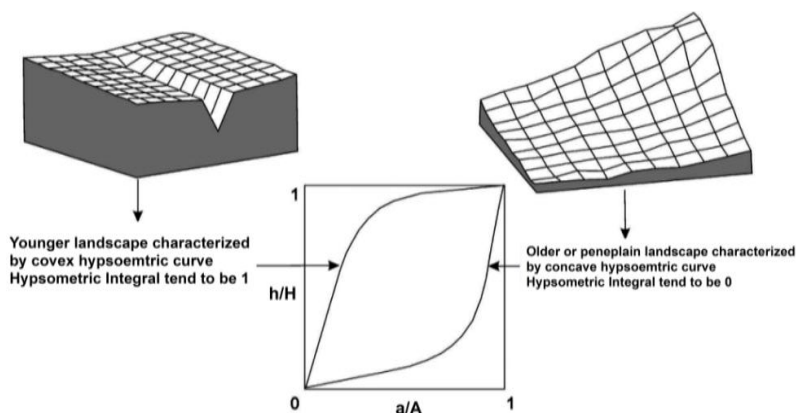 Younger landscape characterized
by covex hypsoemtric curve
Hypsometric Integral tend to be 1
Older or peneplain landscape characterized
by concave hypsoemtric curve
Hypsometric Integral tend to be 0
1
h/H
0
a/A
1